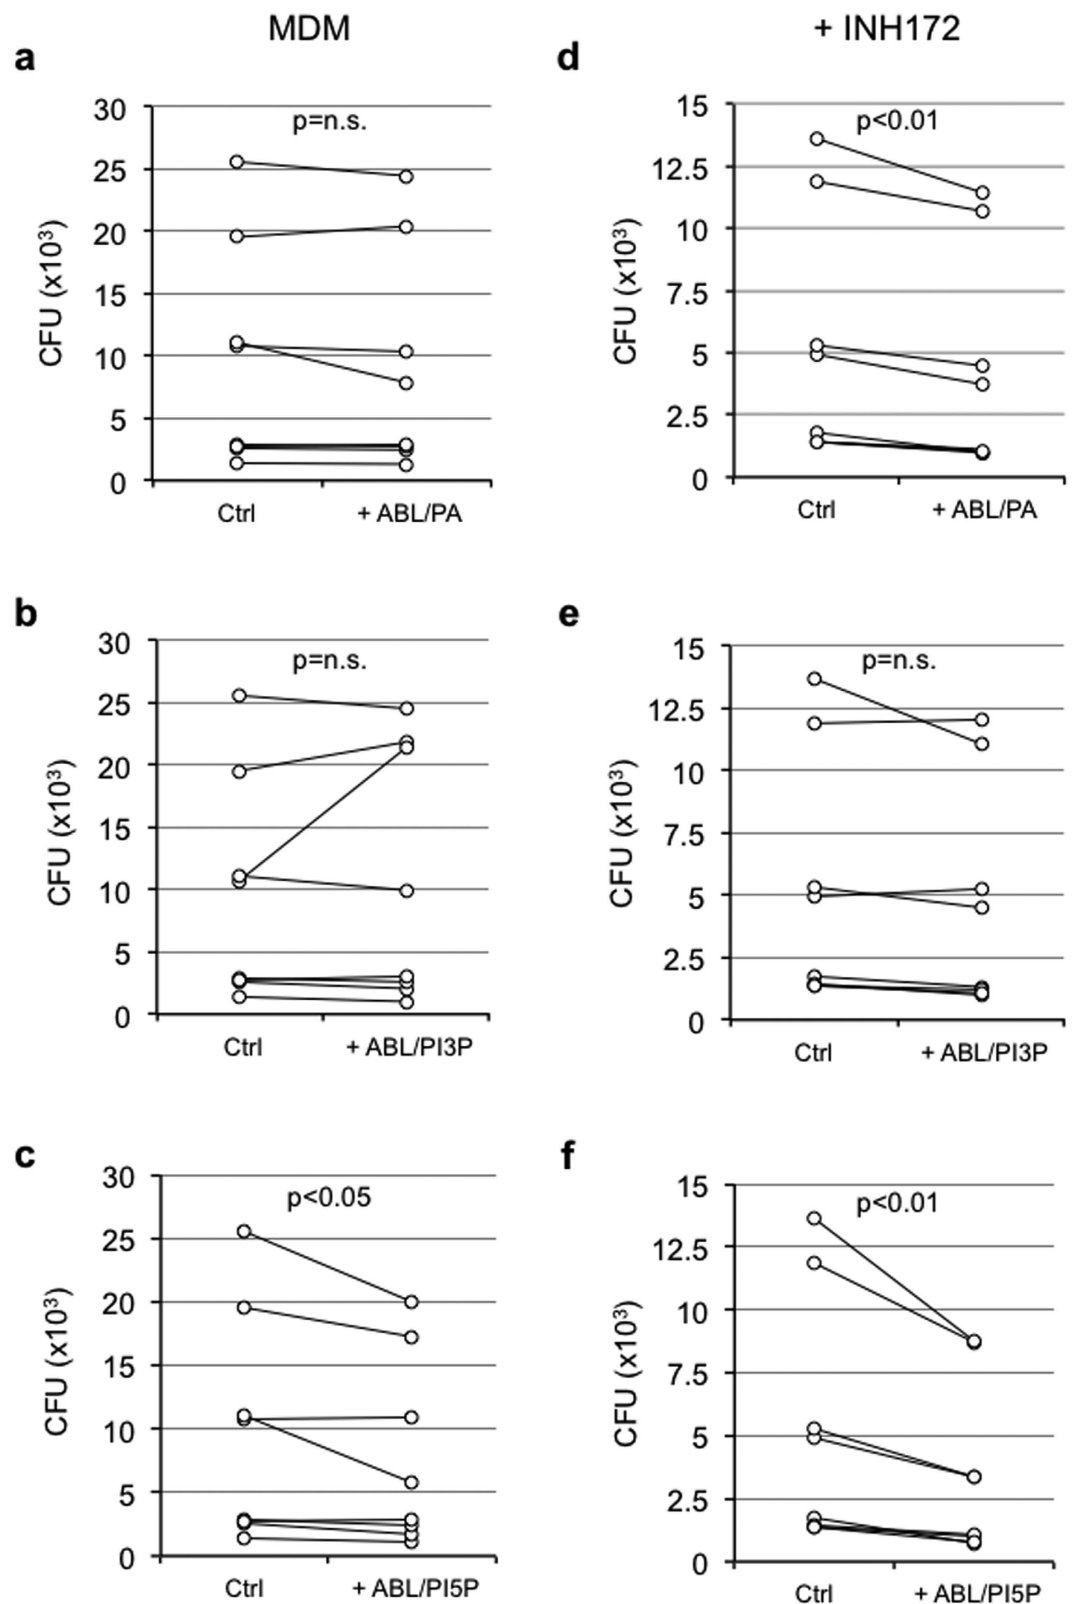 MDM
+ INH172
a
p=n.s.
CFU (x10³)
30
25
20
15
10
5
0
Ctrl
+ ABL/PA
d
p<0.01
CFU (x10³)
15
12.5
10
7.5
5
2.5
0
Ctrl
+ ABL/PA
b
p=n.s.
CFU (x10³)
30
25
20
15
10
5
0
Ctrl
+ ABL/PI3P
e
p=n.s.
CFU (x10³)
15
12.5
10
7.5
5
2.5
0
Ctrl
+ ABL/PI3P
c
p<0.05
CFU (x10³)
30
25
20
15
10
5
0
Ctrl
+ ABL/PI5P
f
p<0.01
CFU (x10³)
15
12.5
10
7.5
5
2.5
0
Ctrl
+ ABL/PI5P